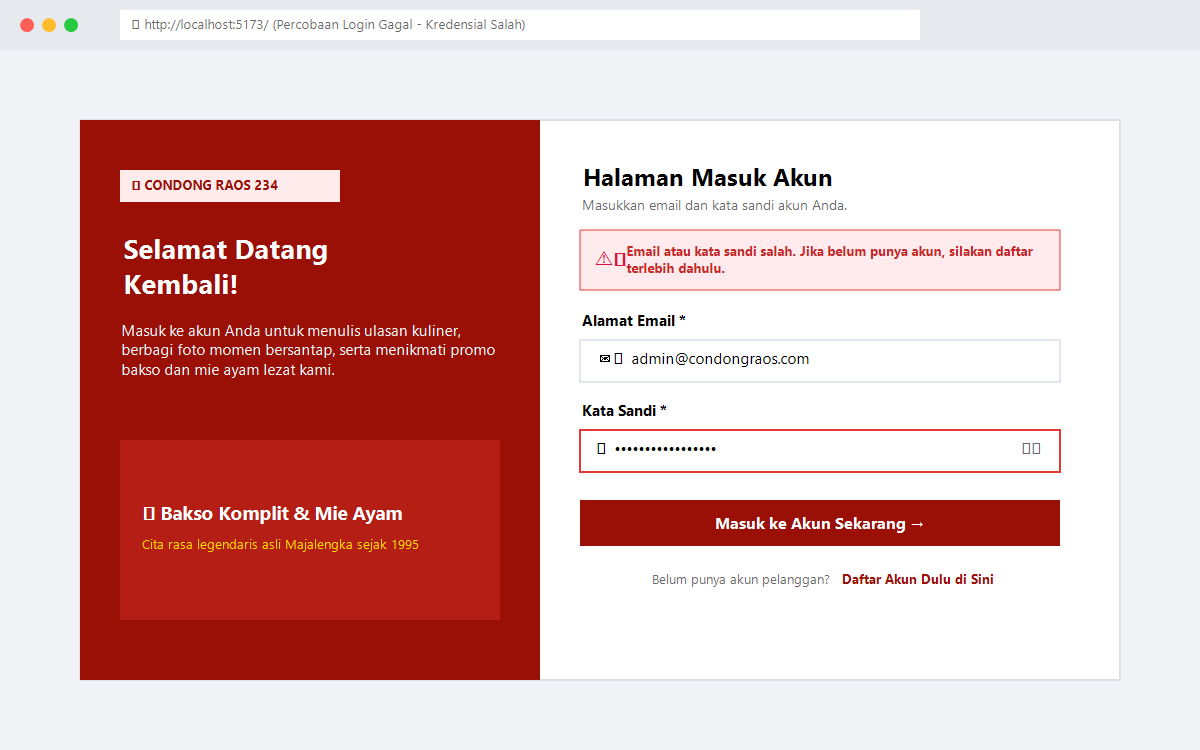 http://localhost:5173/ (Percobaan Login Gagal - Kredensial Salah)
CONDONG RAOS 234
Selamat Datang
Kembali!
Masuk ke akun Anda untuk menulis ulasan kuliner,
berbagi foto momen bersantap, serta menikmati promo
bakso dan mie ayam lezat kami.
Bakso Komplit & Mie Ayam
Cita rasa legendaris asli Majalengka sejak 1995
Halaman Masuk Akun
Masukkan email dan kata sandi akun Anda.
Email atau kata sandi salah. Jika belum punya akun, silakan daftar
terlebih dahulu.
Alamat Email *
admin@condongraos.com
Kata Sandi *
•••••••••••••••••
Masuk ke Akun Sekarang →
Belum punya akun pelanggan? Daftar Akun Dulu di Sini